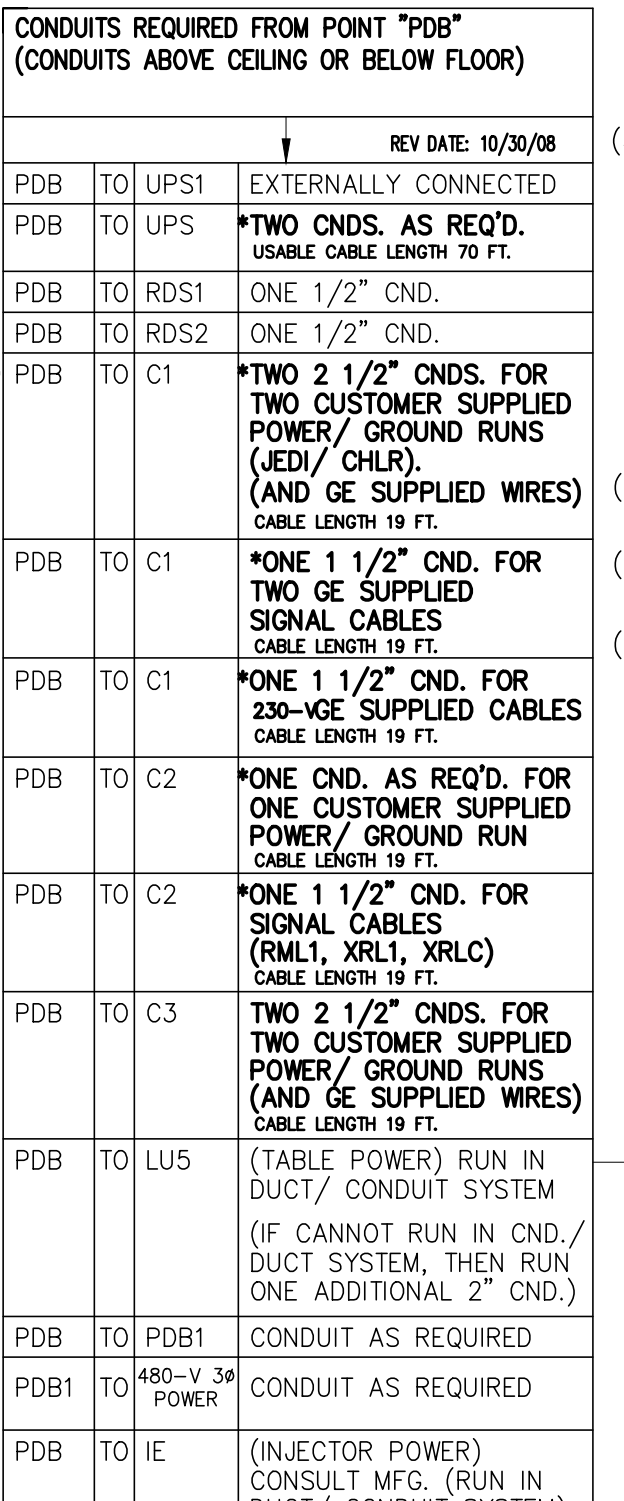 CONDUITS REQUIRED FROM POINT "PDB"
(CONDUITS ABOVE CEILING OR BELOW FLOOR)
REV DATE: 10/30/08
PDB TO UPS1 EXTERNALLY CONNECTED
PDB TO UPS *TWO CNDS. AS REQ'D.
USABLE CABLE LENGTH 70 FT.
PDB TO RDS1 ONE 1/2" CND.
PDB TO RDS2 ONE 1/2" CND.
PDB TO C1 *TWO 2 1/2" CNDS. FOR
TWO CUSTOMER SUPPLIED
POWER/ GROUND RUNS
(JEDI/ CHLR).
(AND GE SUPPLIED WIRES)
CABLE LENGTH 19 FT.
PDB TO C1 *ONE 1 1/2" CND. FOR
TWO GE SUPPLIED
SIGNAL CABLES
CABLE LENGTH 19 FT.
PDB TO C1 *ONE 1 1/2" CND. FOR
230-VGE SUPPLIED CABLES
CABLE LENGTH 19 FT.
PDB TO C2 *ONE CND. AS REQ'D. FOR
ONE CUSTOMER SUPPLIED
POWER/ GROUND RUN
CABLE LENGTH 19 FT.
PDB TO C2 *ONE 1 1/2" CND. FOR
SIGNAL CABLES
(RML1, XRL1, XRLC)
CABLE LENGTH 19 FT.
PDB TO C3 TWO 2 1/2" CNDS. FOR
TWO CUSTOMER SUPPLIED
POWER/ GROUND RUNS
(AND GE SUPPLIED WIRES)
CABLE LENGTH 19 FT.
PDB TO LU5 (TABLE POWER) RUN IN
DUCT/ CONDUIT SYSTEM
(IF CANNOT RUN IN CND./
DUCT SYSTEM, THEN RUN
ONE ADDITIONAL 2" CND.)
PDB TO PDB1 CONDUIT AS REQUIRED
PDB1 TO 480-V 3ø POWER CONDUIT AS REQUIRED
PDB TO IE (INJECTOR POWER)
CONSULT MFG. (RUN IN
DUCT/ CONDUIT SYSTEM)